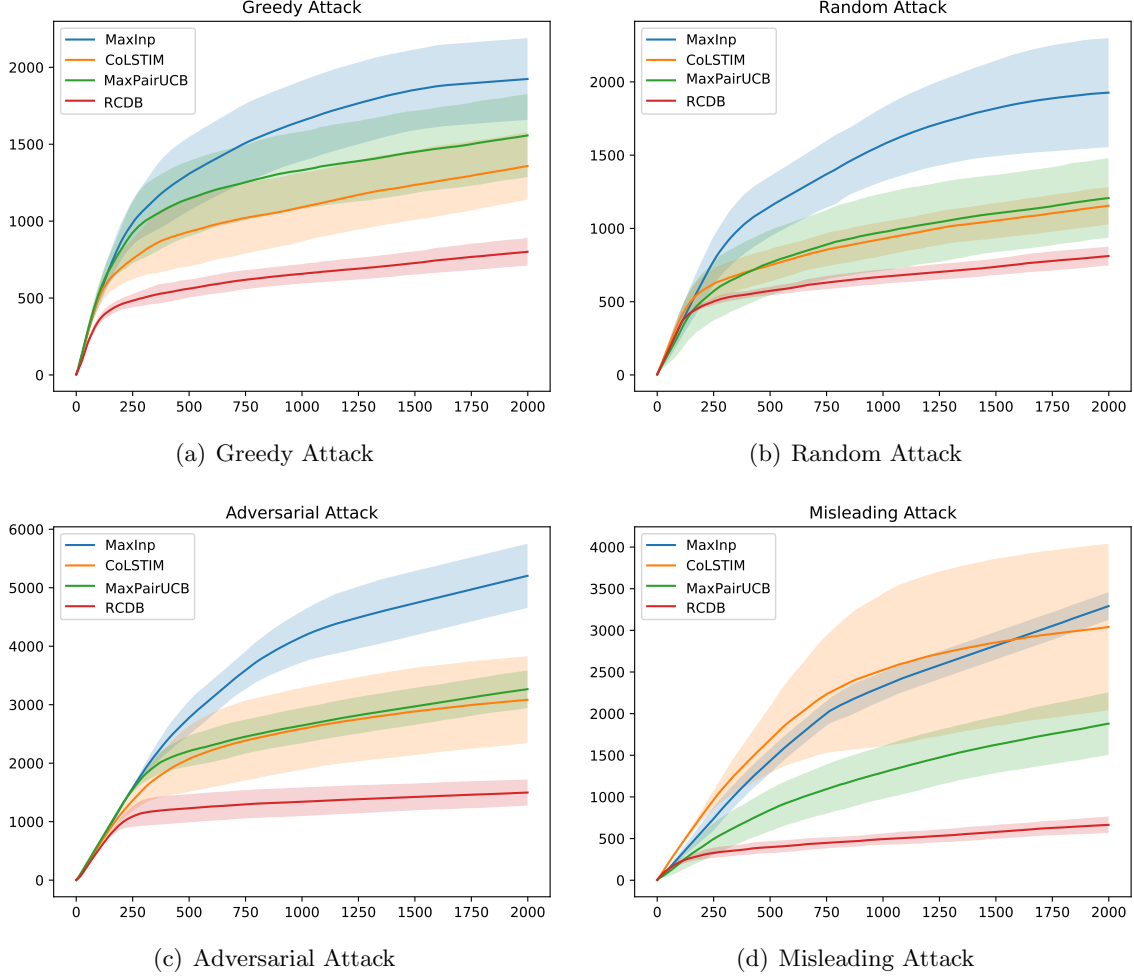 Greedy Attack
MaxInp
CoLSTIM
MaxPairUCB
RCDB
2000
1500
1000
500
0
0 250 500 750 1000 1250 1500 1750 2000
(a) Greedy Attack
Random Attack
MaxInp
CoLSTIM
MaxPairUCB
RCDB
2000
1500
1000
500
0
0 250 500 750 1000 1250 1500 1750 2000
(b) Random Attack
Adversarial Attack
MaxInp
CoLSTIM
MaxPairUCB
RCDB
6000
5000
4000
3000
2000
1000
0
0 250 500 750 1000 1250 1500 1750 2000
(c) Adversarial Attack
Misleading Attack
MaxInp
CoLSTIM
MaxPairUCB
RCDB
4000
3500
3000
2500
2000
1500
1000
500
0
0 250 500 750 1000 1250 1500 1750 2000
(d) Misleading Attack